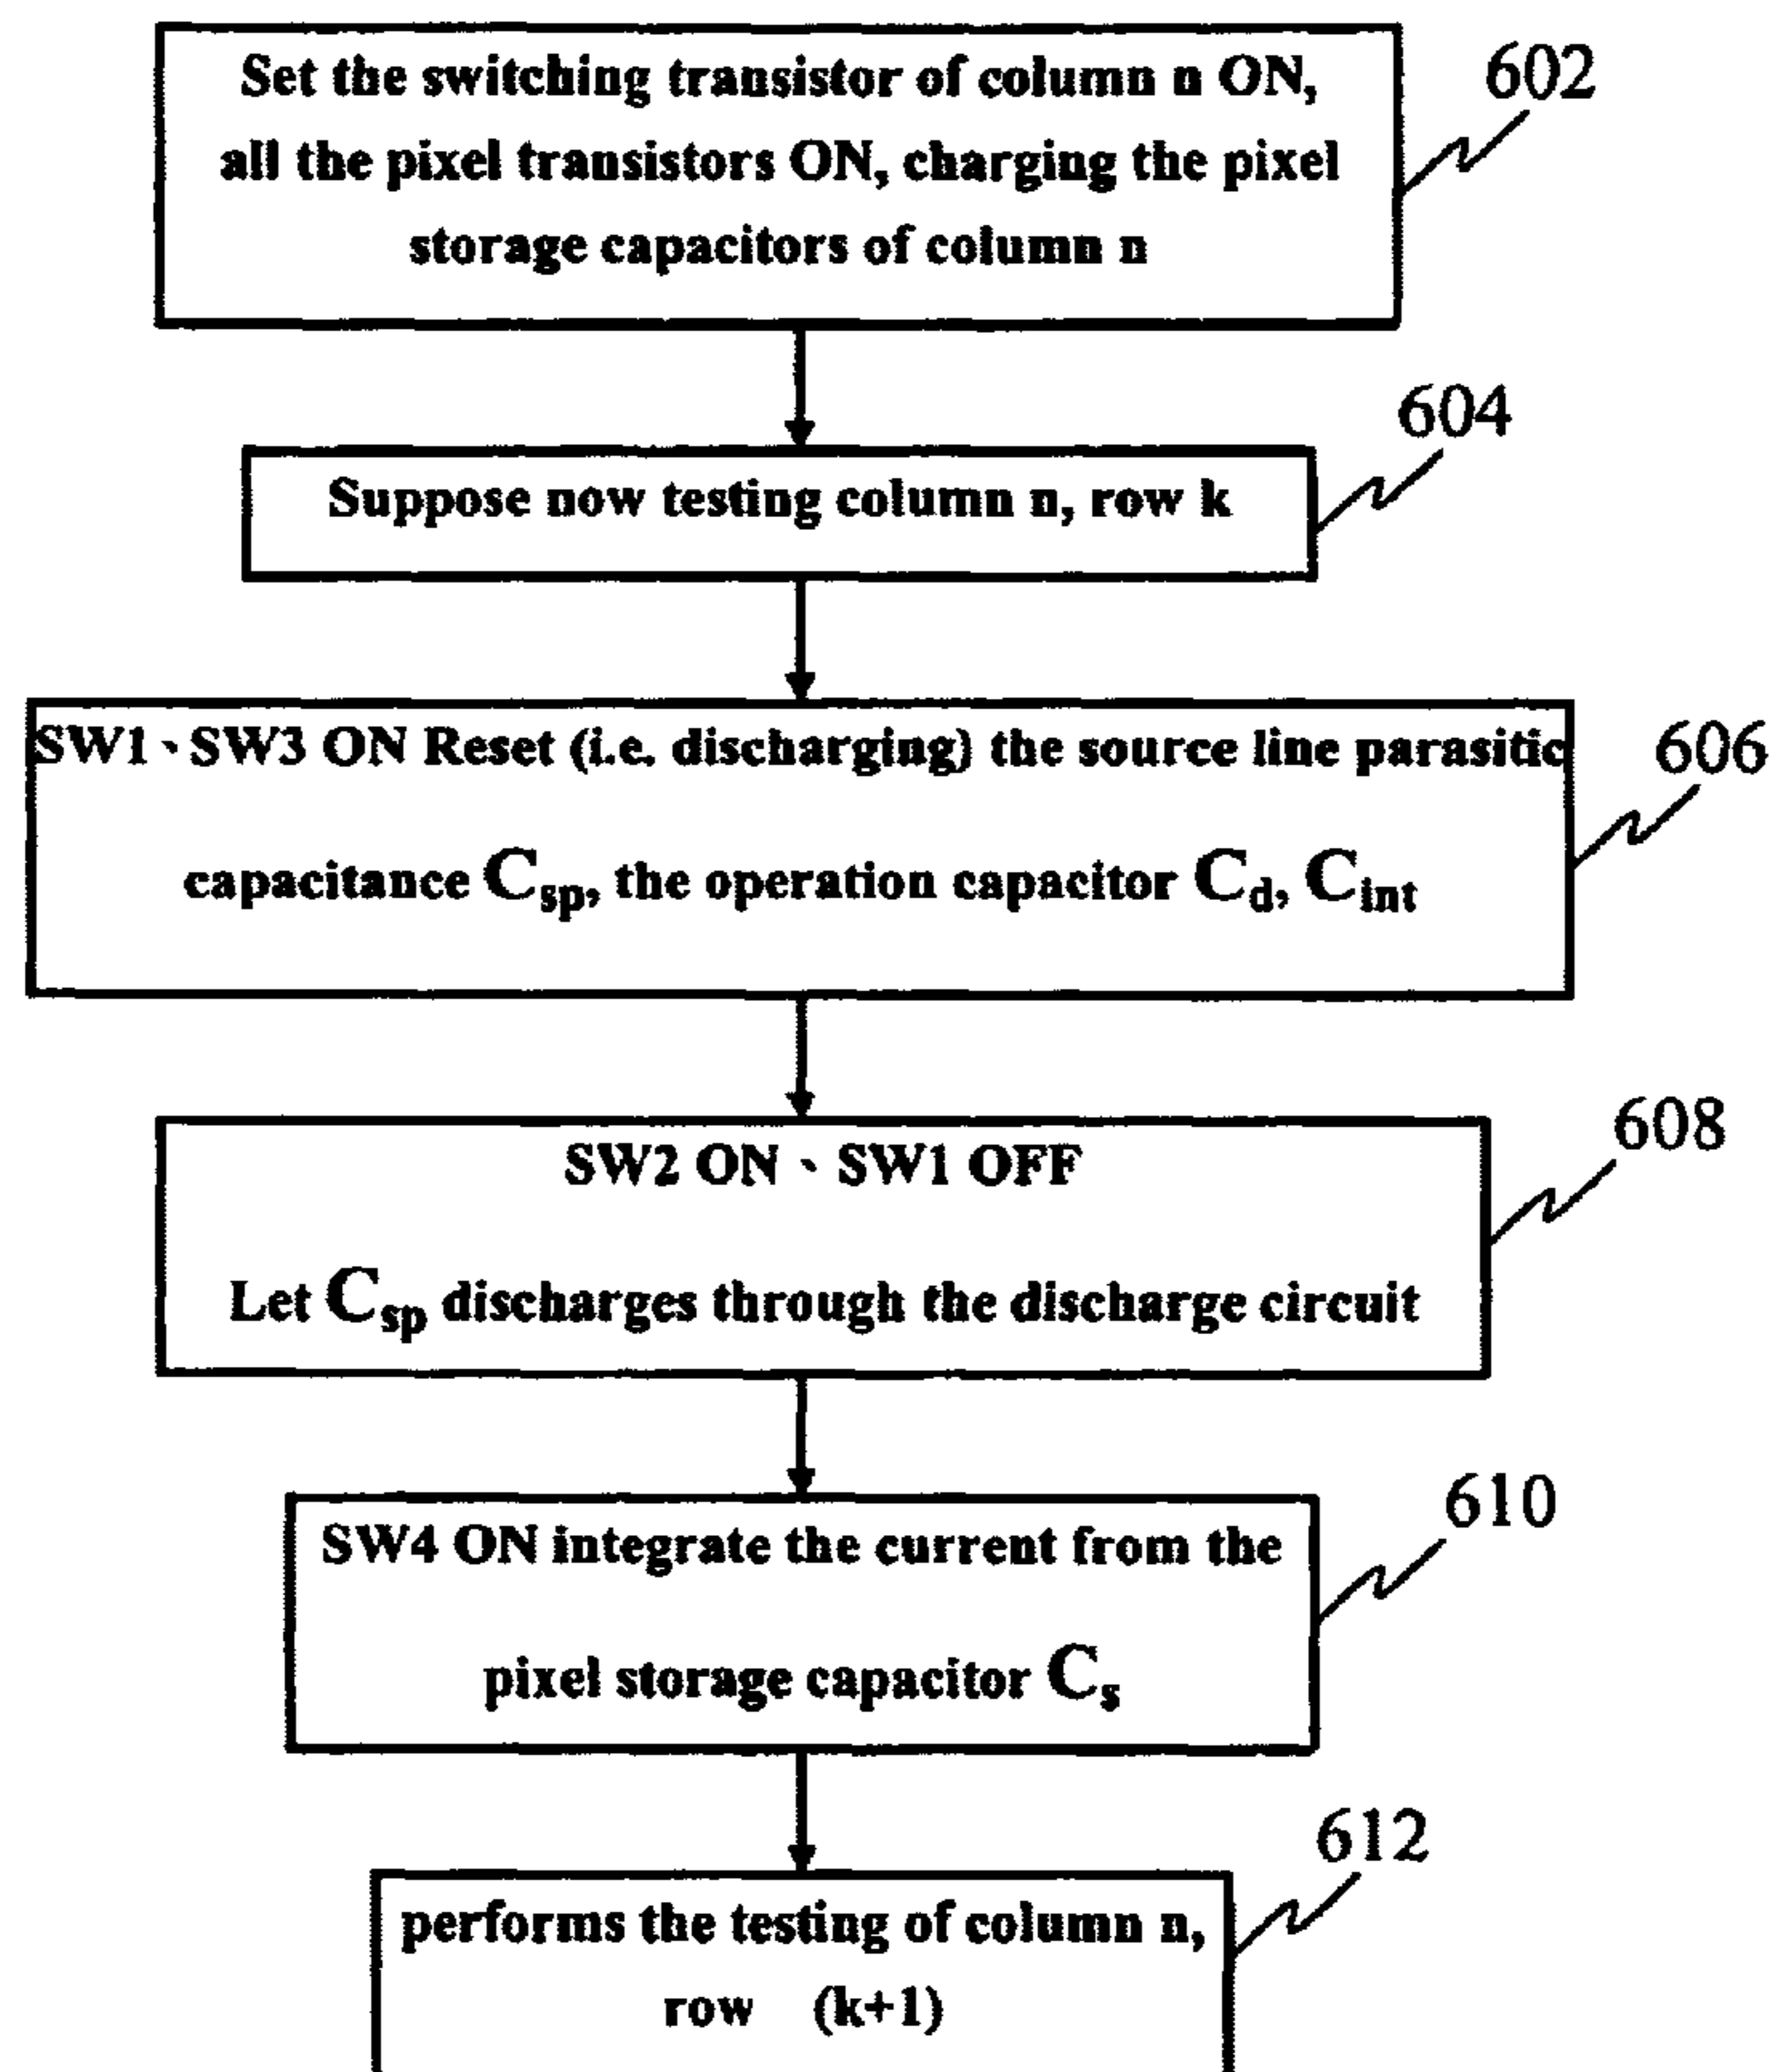 Set the switching transistor of column n ON,
602
all the pixel transistors ON, charging the pixel
storage capacitors of column n
604
Suppose now testing column n, row k
SW1、SW3 ON Reset (i.e. discharging) the source line parasitic
606
capacitance Csp, the operation capacitor Cd, Cint
608
SW2 ON、SW1 OFF
Let Csp discharges through the discharge circuit
610
SW4 ON integrate the current from the
pixel storage capacitor Cs
612
performs the testing of column n,
row (k+1)